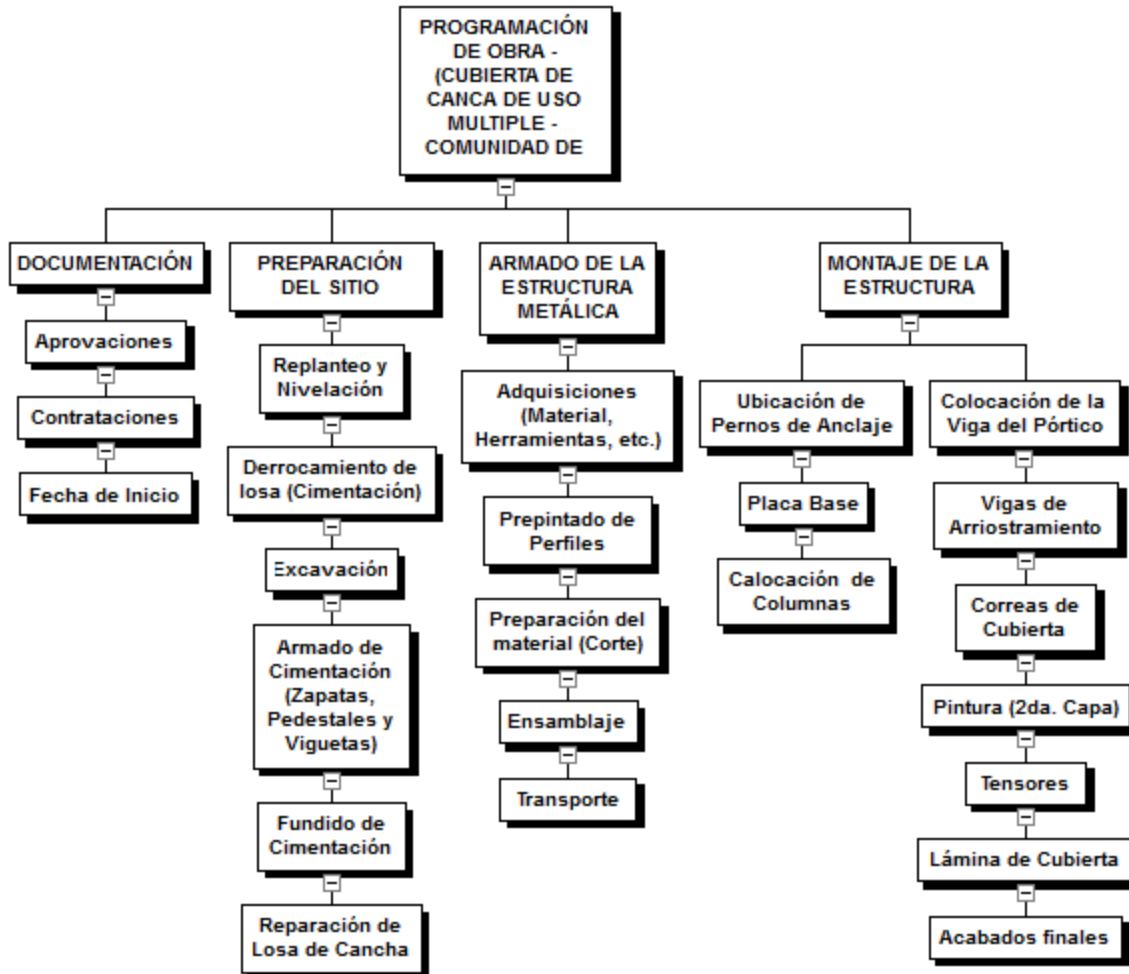 PROGRAMACIÓN
DE OBRA -
(CUBIERTA DE
CANCA DE USO
MULTIPLE -
COMUNIDAD DE
DOCUMENTACIÓN
Aprovaciones
Contrataciones
Fecha de Inicio
PREPARACIÓN
DEL SITIO
Replanteo y
Nivelación
Derrocamiento de
losa (Cimentación)
Excavación
Armado de
Cimentación
(Zapatas,
Pedestales y
Viguetas)
Fundido de
Cimentación
Reparación de
Losa de Cancha
ARMADO DE LA
ESTRUCTURA
METÁLICA
Adquisiciones
(Material,
Herramientas, etc.)
Prepintado de
Perfiles
Preparación del
material (Corte)
Ensamblaje
Transporte
MONTAJE DE LA
ESTRUCTURA
Ubicación de
Pernos de Anclaje
Placa Base
Calocación de
Columnas
Colocación de la
Viga del Pórtico
Vigas de
Arriostramiento
Correas de
Cubierta
Pintura (2da. Capa)
Tensores
Lámina de Cubierta
Acabados finales